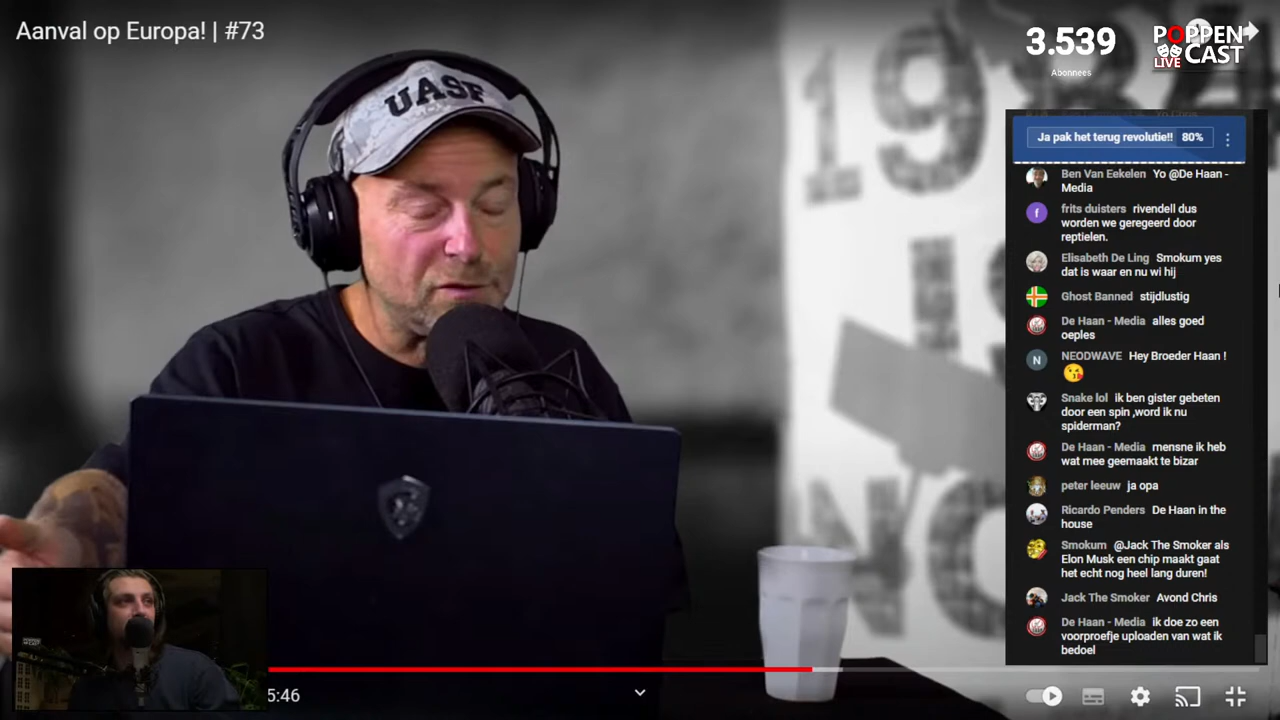 Aanval op Europa! | #73
3.539
Abonnees
POPPEN
LIVE CAST
UASF
1984
Ja pak het terug revolutie!! 80%
Ben Van Eekelen Yo @De Haan -
Media
frits duisters rivendell dus
worden we geregeerd door
reptielen.
Elisabeth De Ling Smokum yes
dat is waar en nu wi hij
Ghost Banned stijdlustig
De Haan - Media alles goed
oeples
NEODWAVE Hey Broeder Haan !
Snake lol ik ben gister gebeten
door een spin ,word ik nu
spiderman?
De Haan - Media mensne ik heb
wat mee gemaakt te bizar
peter leeuw ja opa
Ricardo Penders De Haan in the
house
Smokum @Jack The Smoker als
Elon Musk een chip maakt gaat
het echt nog heel lang duren!
Jack The Smoker Avond Chris
De Haan - Media ik doe zo een
voorproefje uploaden van wat ik
bedoel
5:46